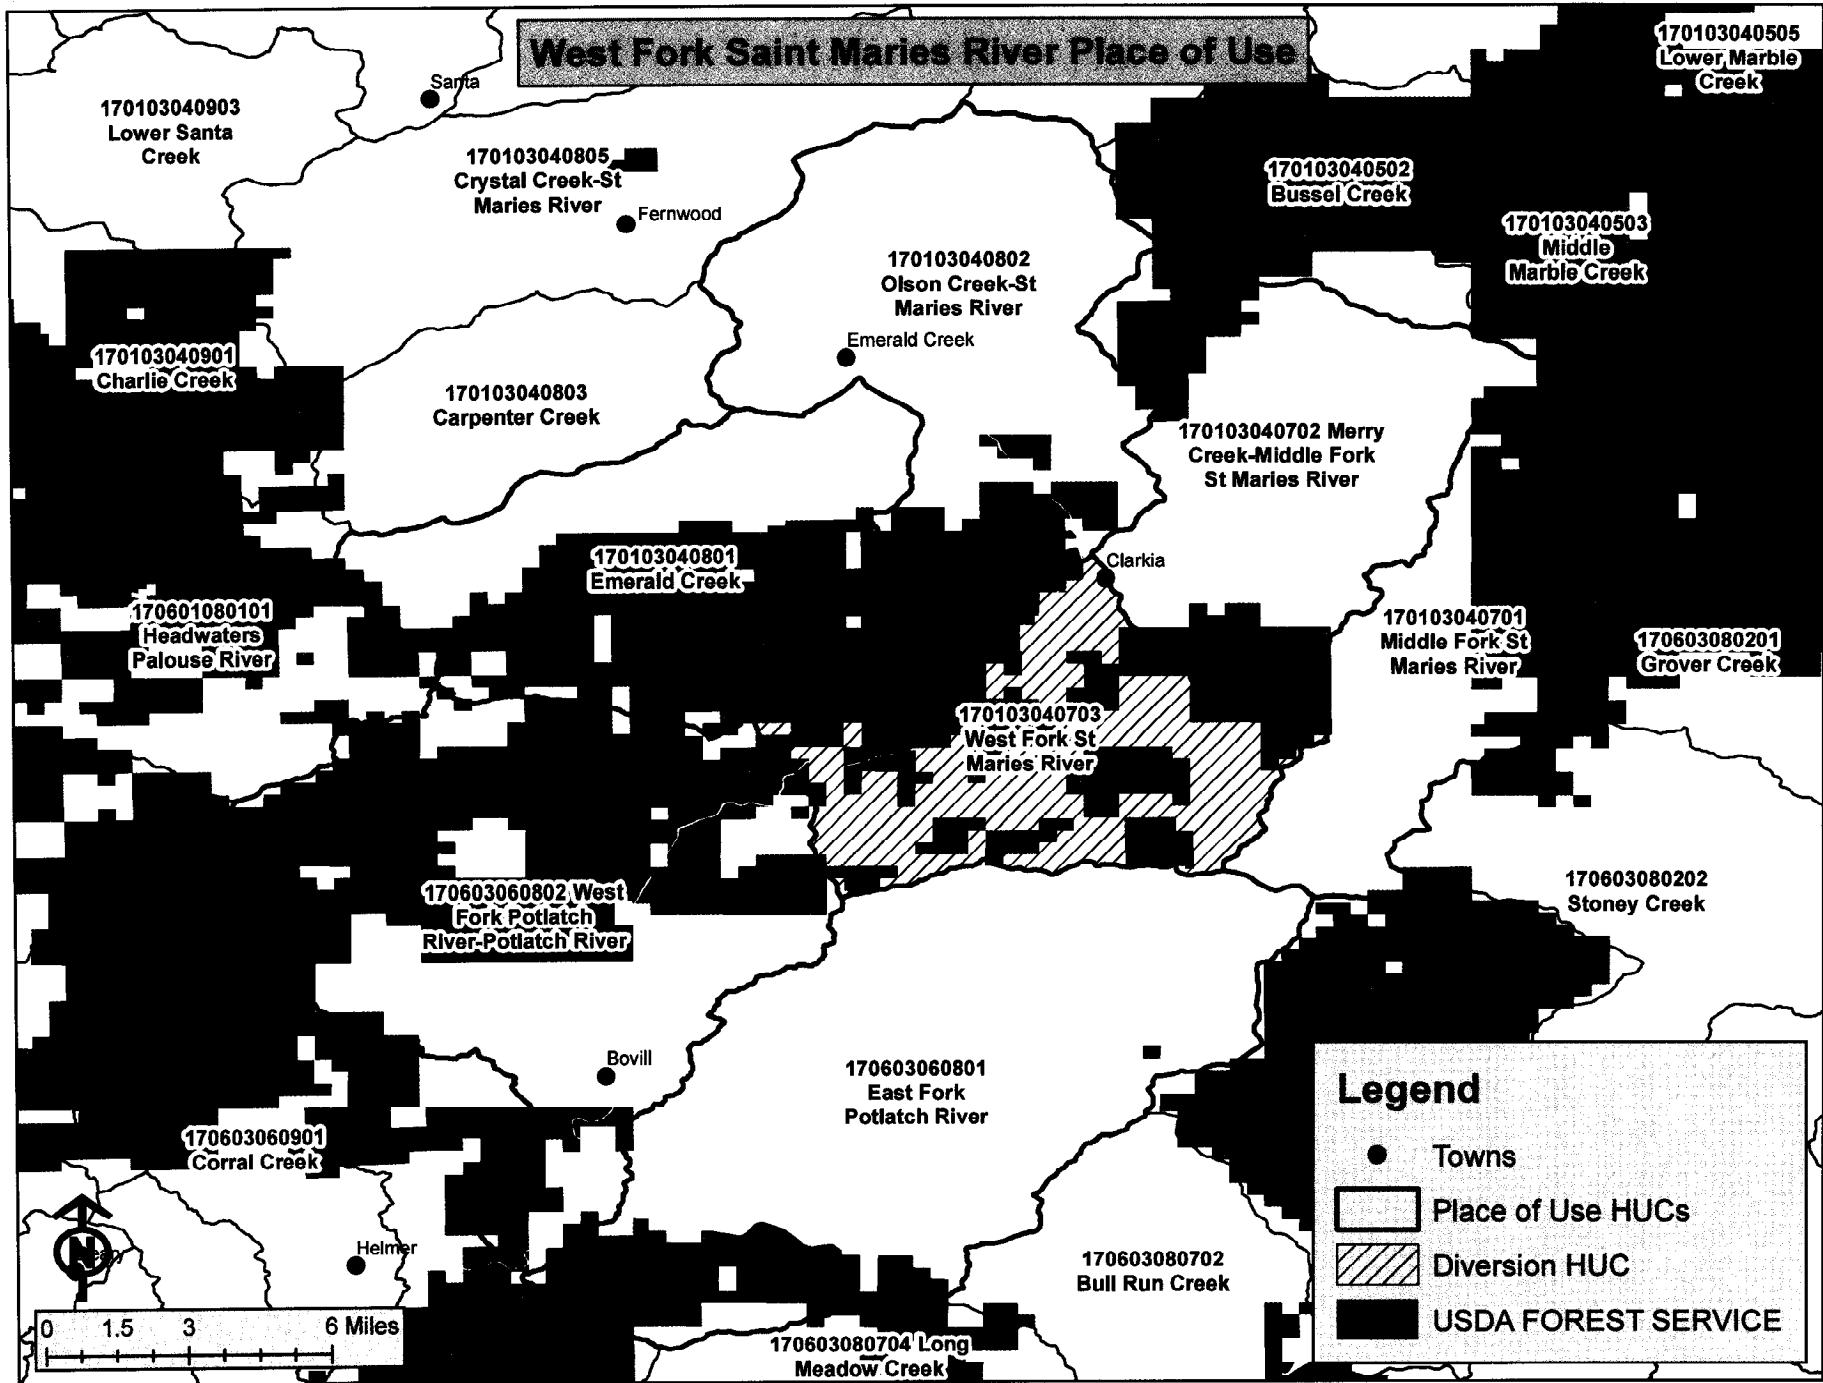 West Fork Saint Maries River Place of Use
170103040505
Lower Marble
Creek
Santa
170103040903
Lower Santa
Creek
170103040805
Crystal Creek-St
Maries River
Fernwood
170103040502
Bussel Creek
170103040503
Middle
Marble Creek
170103040802
Olson Creek-St
Maries River
Emerald Creek
170103040901
Charlie Creek
170103040803
Carpenter Creek
170103040702 Merry
Creek-Middle Fork
St Maries River
170103040801
Emerald Creek
Clarkia
170601080101
Headwaters
Palouse River
170103040701
Middle Fork St
Maries River
170603080201
Grover Creek
170103040703
West Fork St
Maries River
170603060802 West
Fork Potlatch
River-Potlatch River
170603080202
Stoney Creek
Bovill
170603060801
East Fork
Potlatch River
170603060901
Corral Creek
N
Helmer
170603080702
Bull Run Creek
170603080704 Long
Meadow Creek
0 1.5 3 6 Miles
Legend
Towns
Place of Use HUCs
Diversion HUC
USDA FOREST SERVICE